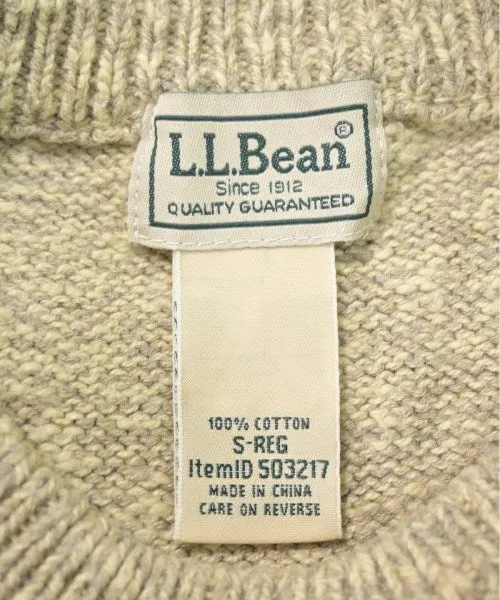 L.L.Bean®
Since 1912
QUALITY GUARANTEED
100% COTTON
S-REG
ItemID 503217
MADE IN CHINA
CARE ON REVERSE